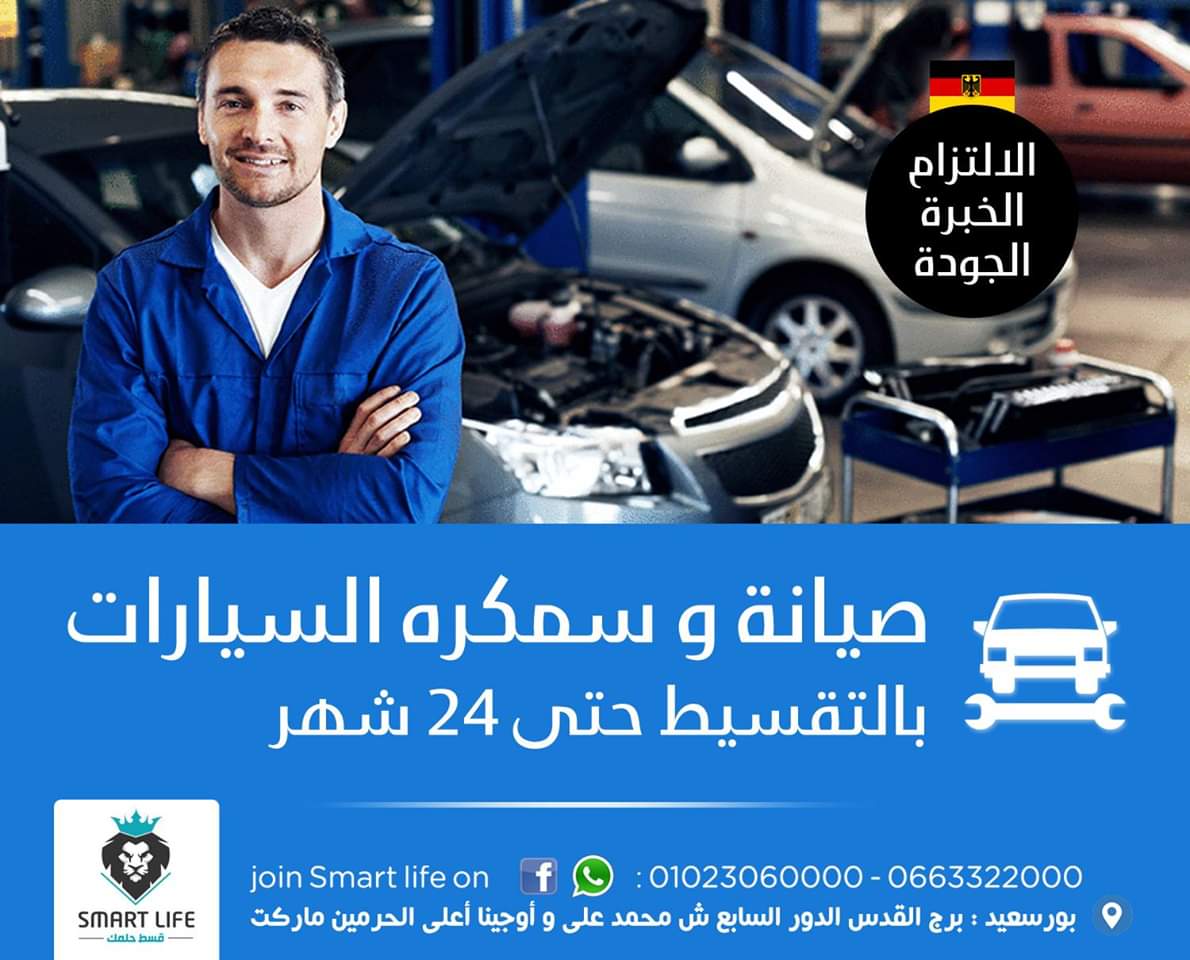 الالتزام
الخبرة
الجودة
صيانة و سمكره السيارات
بالتقسيط حتى 24 شهر
join Smart life on : 01023060000 - 0663322000
بورسعيد : برج القدس الدور السابع ش محمد على و أوجينا أعلى الحرمين ماركت
SMART LIFE
قسط حلمك